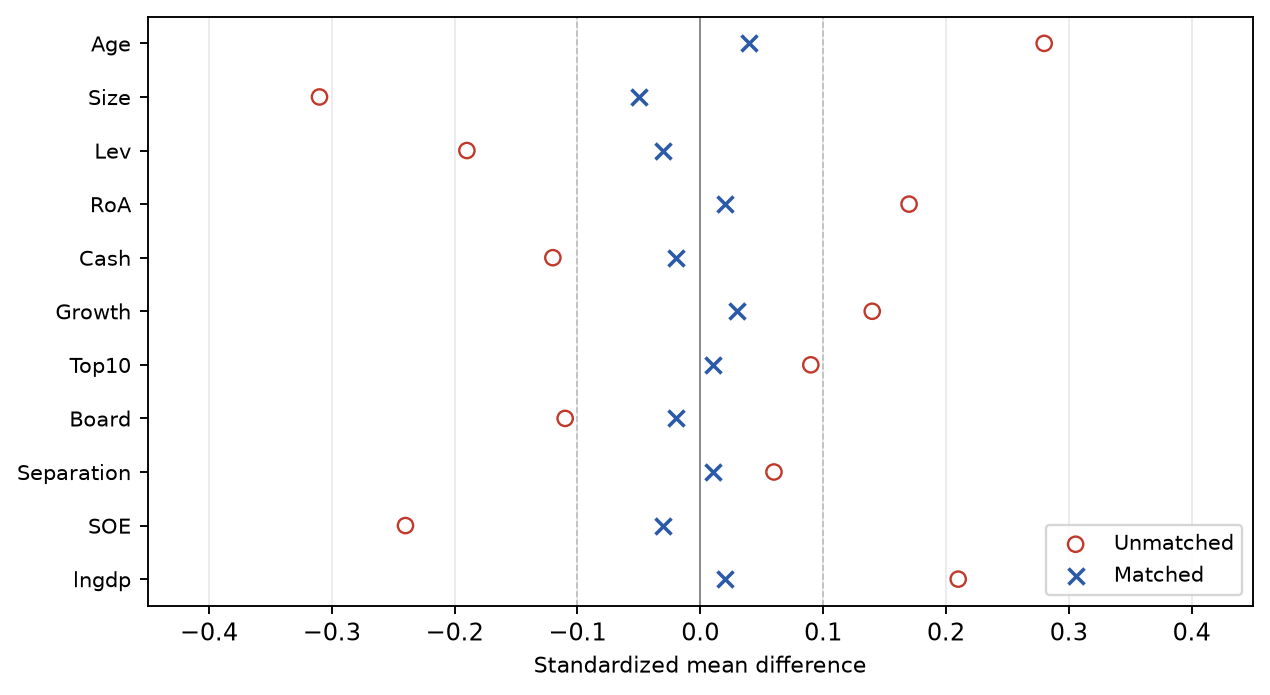 Age
Size
Lev
RoA
Cash
Growth
Top10
Board
Separation
SOE
lngdp
Unmatched
Matched
−0.4 −0.3 −0.2 −0.1 0.0 0.1 0.2 0.3 0.4
Standardized mean difference